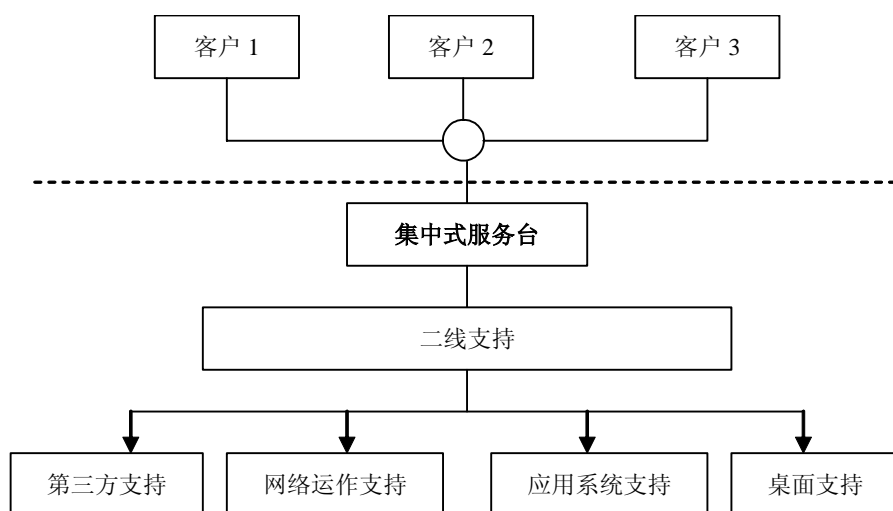 客户 1
客户 2
客户 3
集中式服务台
二线支持
第三方支持
网络运作支持
应用系统支持
桌面支持